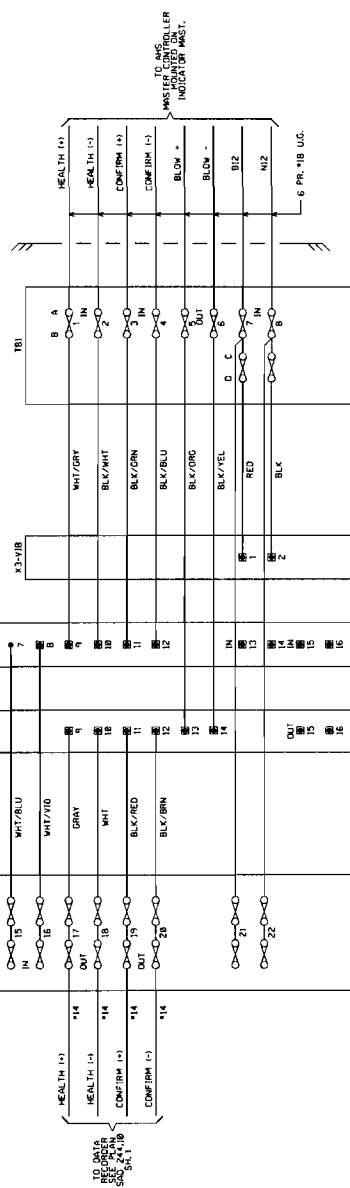 TO AHS
MASTER CONTROLLER
MOUNTED ON
INDICATOR MAST.
HEALTH (+)
HEALTH (-)
CONFIRM (+)
CONFIRM (-)
BLOW +
BLOW -
B12
N12
6 PR. #18 U.G.
TB1
B A
1
IN
2
3
IN
4
5
OUT
6
7
IN
8
D C
WHT/GRY
BLK/WHT
BLK/GRN
BLK/BLU
BLK/ORG
BLK/YEL
RED
BLK
X3-V1B
1
2
7
8
9
10
11
12
IN
13
14
IN
15
16
9
10
11
12
13
14
OUT
15
16
WHT/BLU
WHT/VIO
GRAY
WHT
BLK/RED
BLK/BRN
15
IN
16
17
OUT
18
19
OUT
20
21
22
#14
#14
#14
#14
HEALTH (+)
HEALTH (-)
CONFIRM (+)
CONFIRM (-)
TO DATA
RECORDER
SEE PLAN
SAD 244.10
SH.1